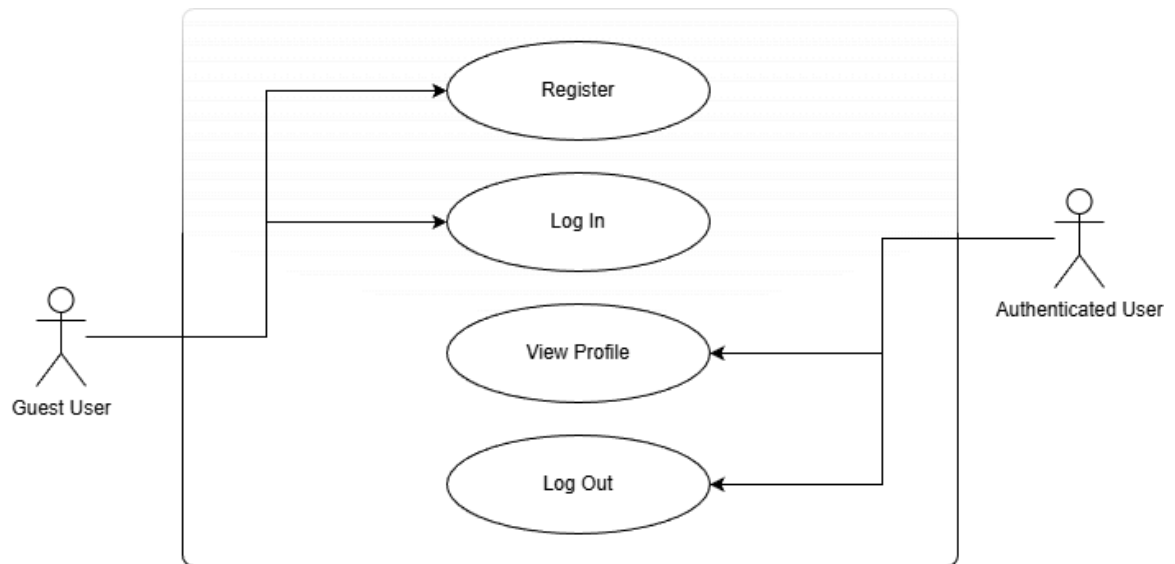 Register
Log In
View Profile
Log Out
Guest User
Authenticated User